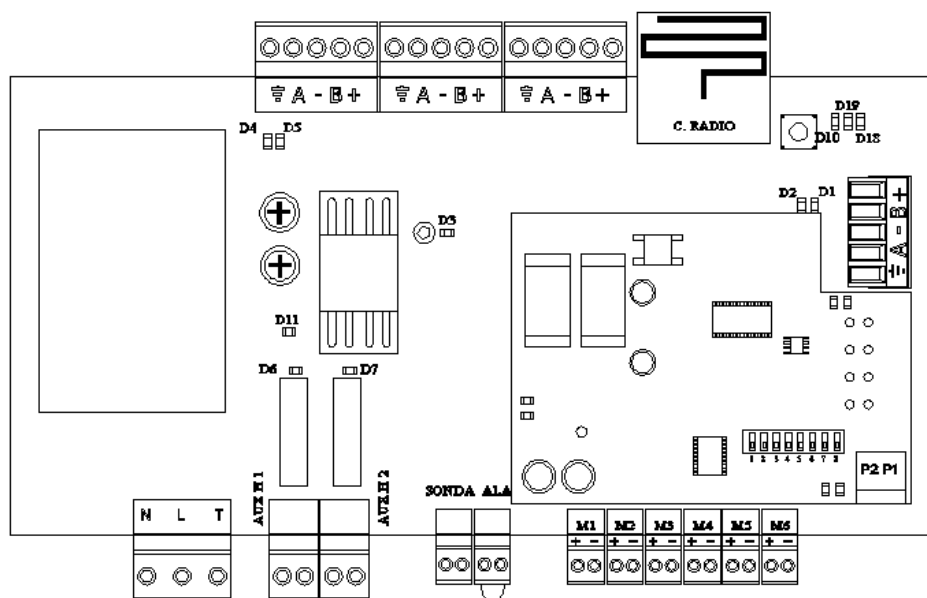 A - B +
A - B +
A - B +
C. RADIO
D19
D10 D18
D4 D5
D2 D1
D3
A - B +
D11
D6 D7
1 2 3 4 5 6 7 8
P2 P1
AUX H 1
AUX H 2
SONDA ALA
N L T
M1 M2 M3 M4 M5 M6
+ - + - + - + - + - + -